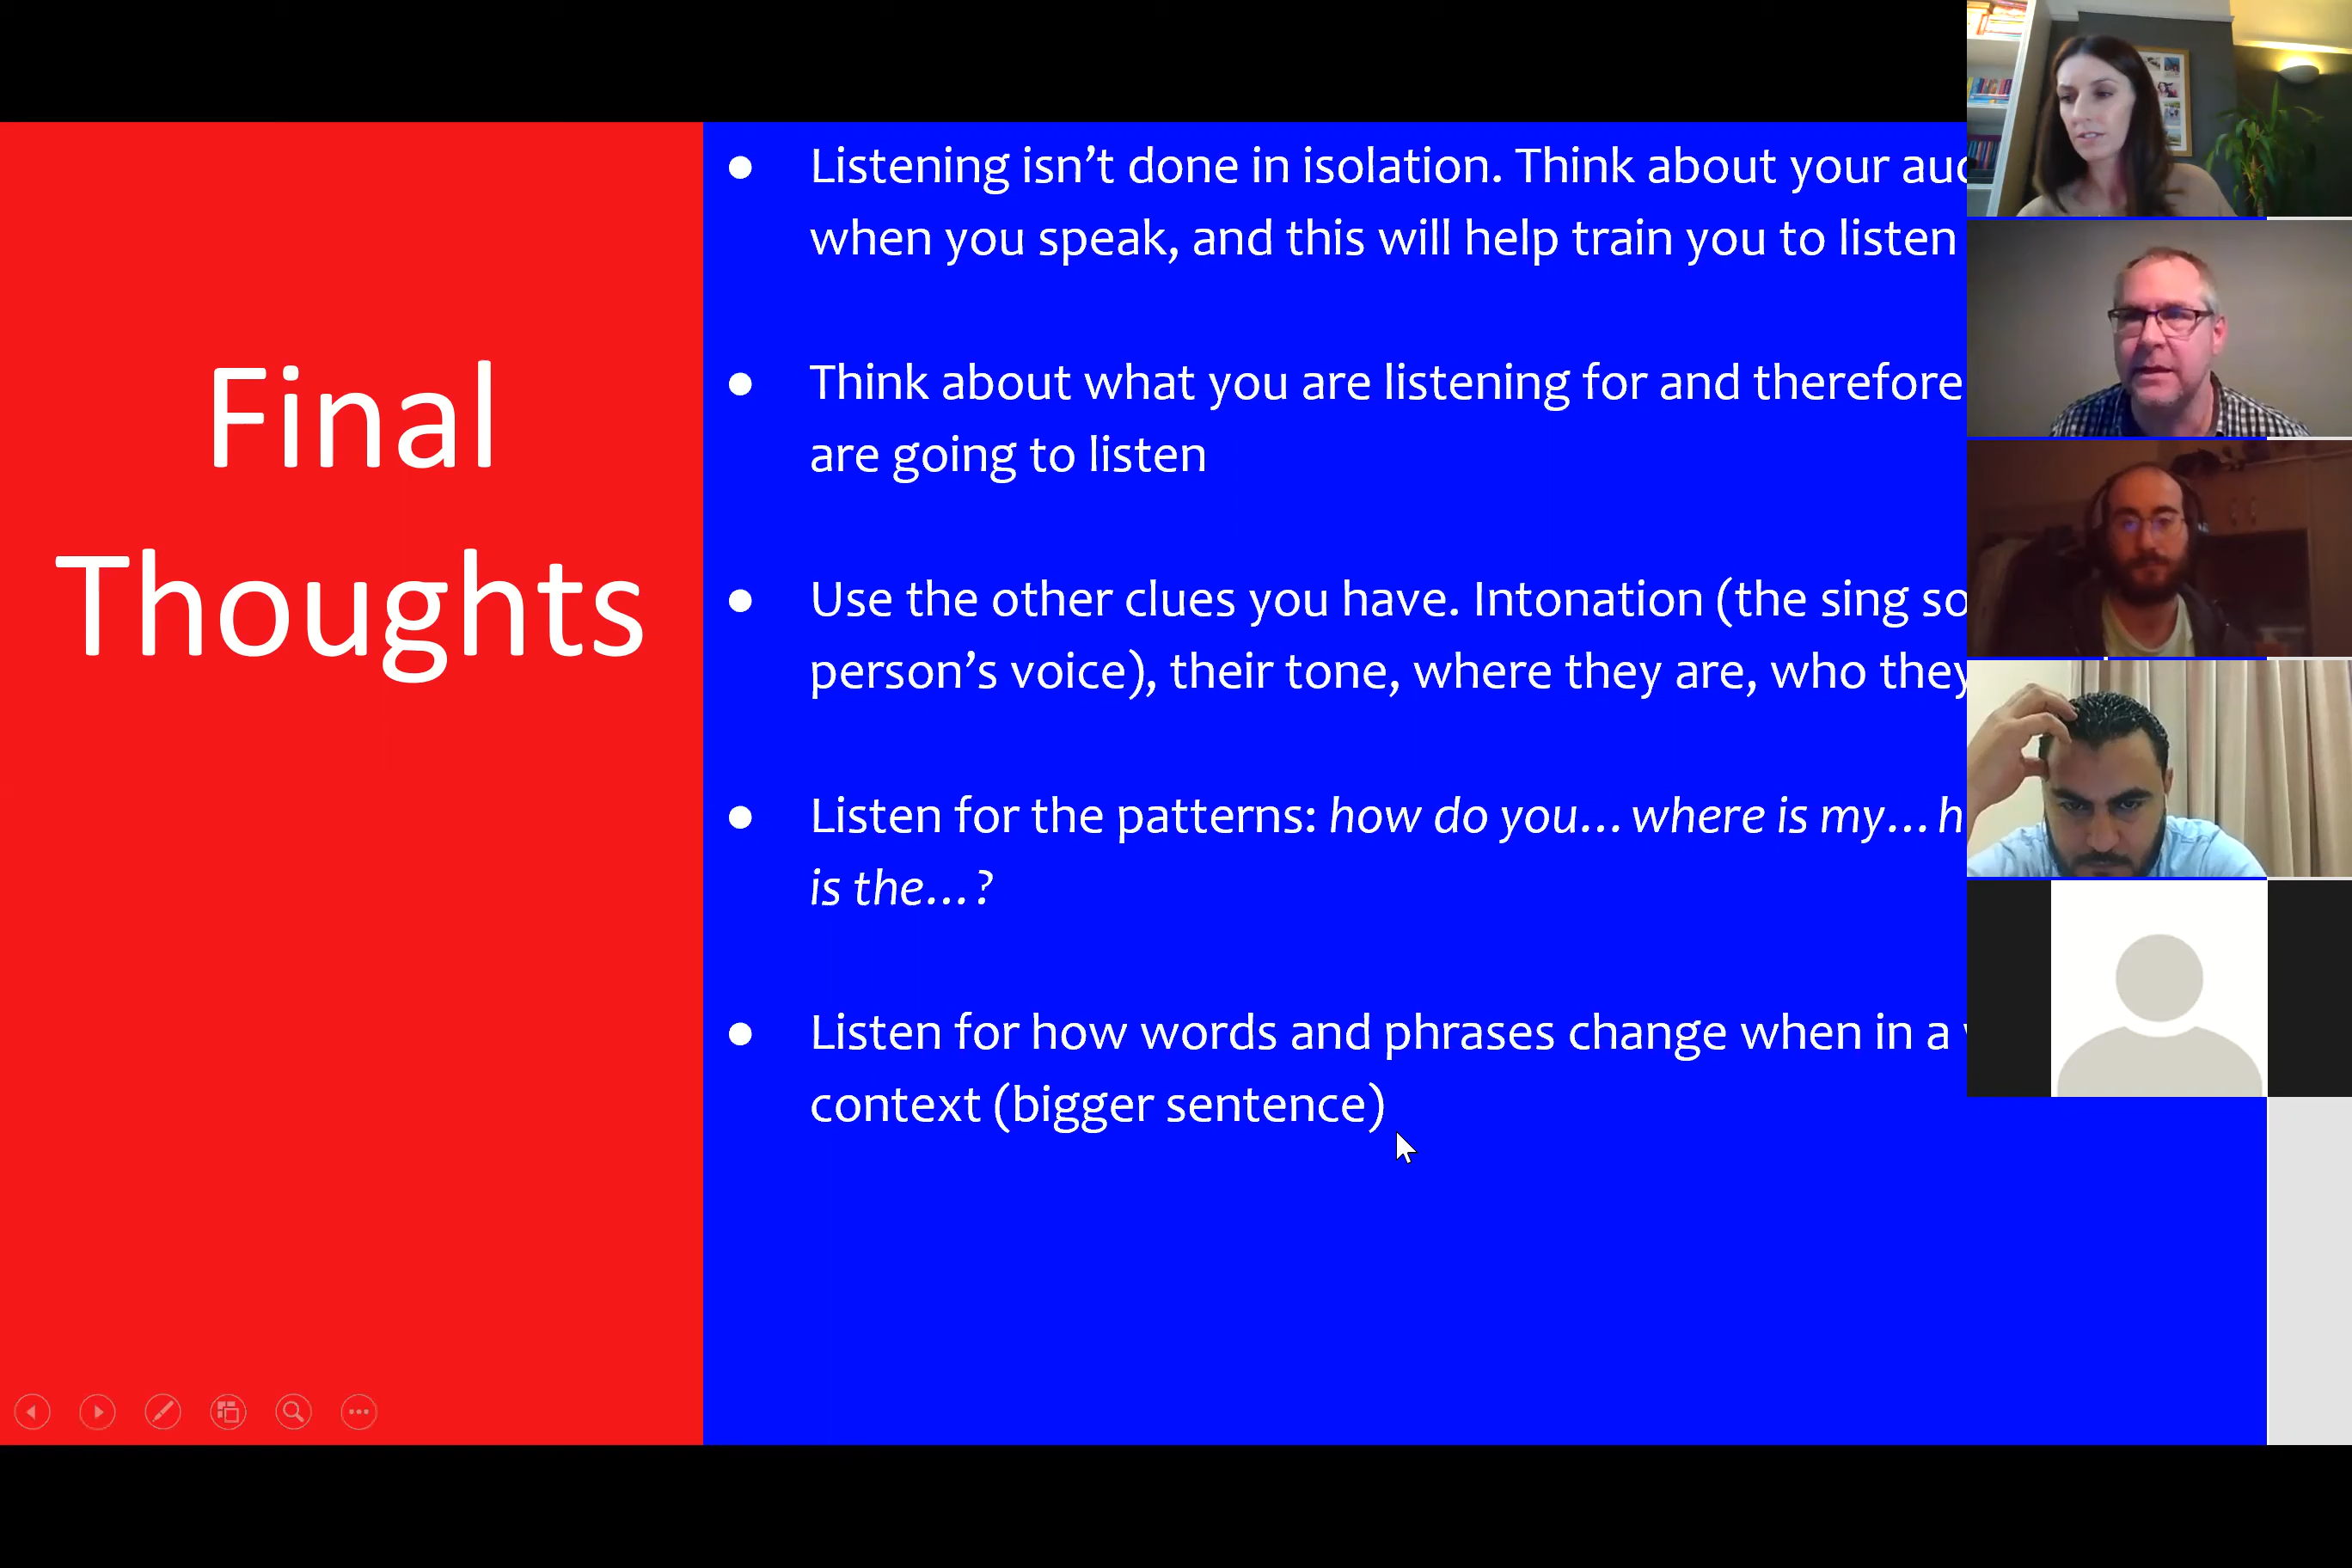 Final
Thoughts
Listening isn’t done in isolation. Think about your
when you speak, and this will help train you to listen
Think about what you are listening for and therefore
are going to listen
Use the other clues you have. Intonation (the sing
person’s voice), their tone, where they are, who they
Listen for the patterns: how do you… where is my…
is the…?
Listen for how words and phrases change when in a
context (bigger sentence)